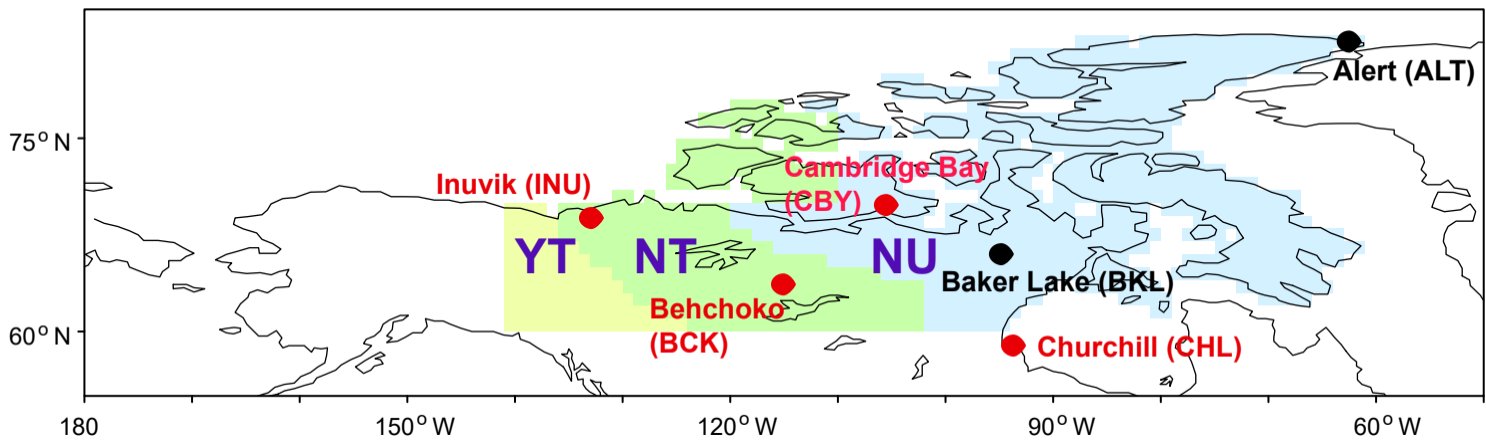 Alert (ALT)
75° N
Cambridge Bay
(CBY)
Inuvik (INU)
YT
NT
NU
Baker Lake (BKL)
Behchoko
(BCK)
60° N
Churchill (CHL)
180
150° W
120° W
90° W
60° W